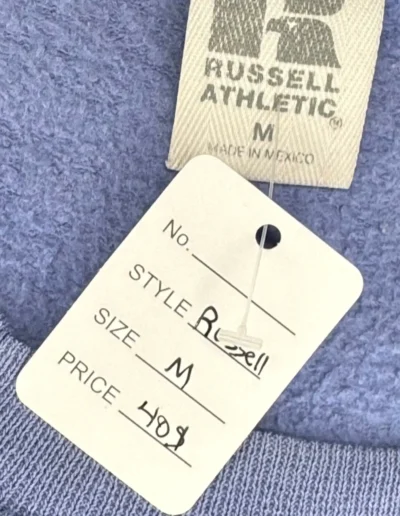 R
RUSSELL
ATHLETIC
M
MADE IN MEXICO
No.
STYLE Russell
SIZE M
PRICE 40$